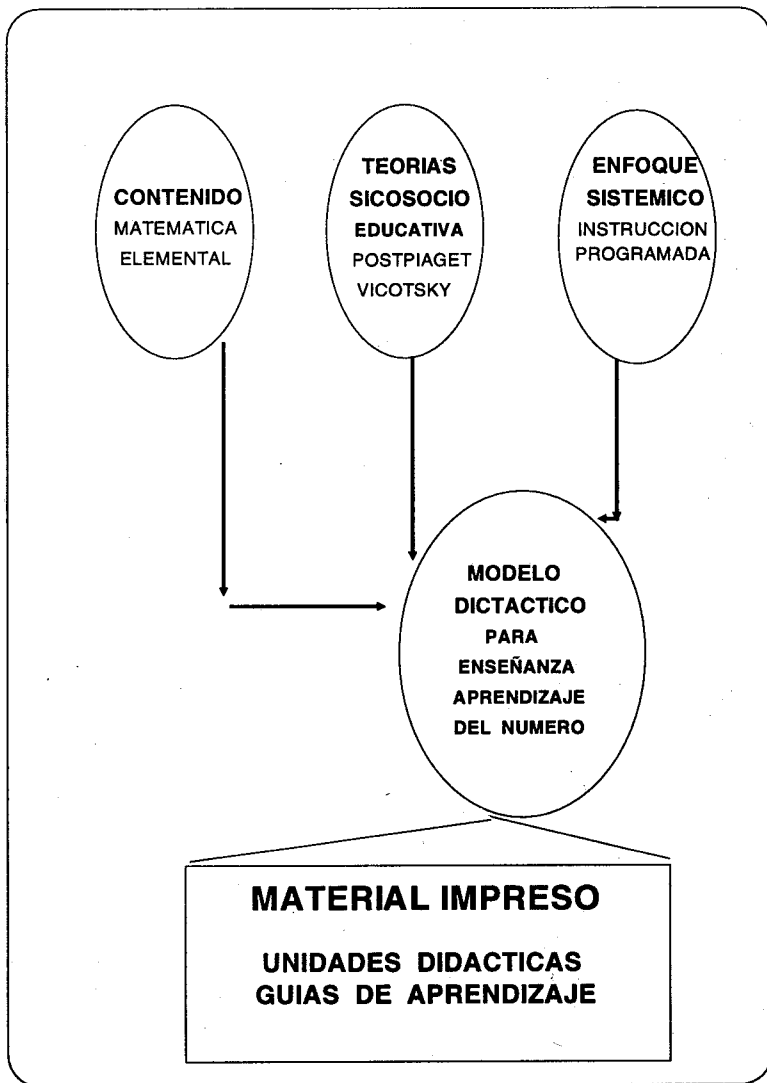 CONTENIDO
MATEMATICA
ELEMENTAL
TEORIAS
SICOSOCIO
EDUCATIVA
POSTPIAGET
VICOTSKY
ENFOQUE
SISTEMICO
INSTRUCCION
PROGRAMADA
MODELO
DICTACTICO
PARA
ENSEÑANZA
APRENDIZAJE
DEL NUMERO
MATERIAL IMPRESO
UNIDADES DIDACTICAS
GUIAS DE APRENDIZAJE